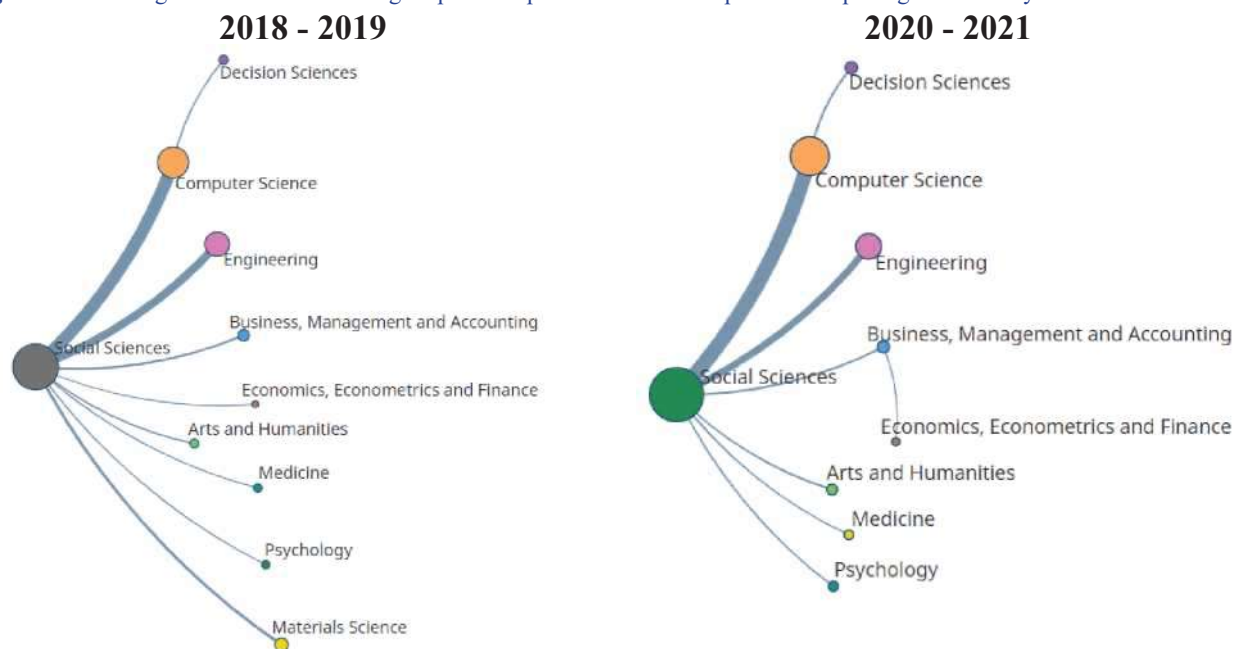 2018 - 2019
Decision Sciences
Computer Science
Engineering
Business, Management and Accounting
Social Sciences
Economics, Econometrics and Finance
Arts and Humanities
Medicine
Psychology
Materials Science
2020 - 2021
Decision Sciences
Computer Science
Engineering
Business, Management and Accounting
Social Sciences
Economics, Econometrics and Finance
Arts and Humanities
Medicine
Psychology